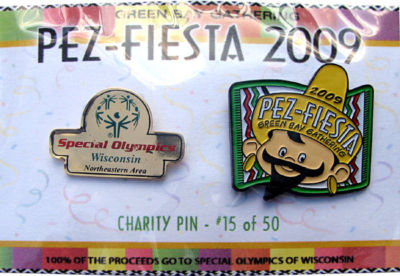 GREEN BAY GATHERING
PEZ-FIESTA 2009
Special Olympics
Wisconsin
Northeastern Area
2009
PEZ-FIESTA
GREEN BAY GATHERING
CHARITY PIN - #15 of 50
100% OF THE PROCEEDS GO TO SPECIAL OLYMPICS OF WISCONSIN